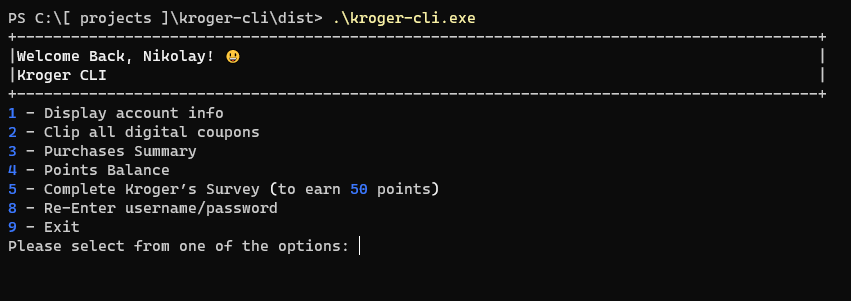 PS C:\[ projects ]\kroger-cli\dist> .\kroger-cli.exe
+-----------------------------------------------------------------------------------------+
|Welcome Back, Nikolay! 😃 |
|Kroger CLI |
+-----------------------------------------------------------------------------------------+
1 - Display account info
2 - Clip all digital coupons
3 - Purchases Summary
4 - Points Balance
5 - Complete Kroger’s Survey (to earn 50 points)
8 - Re-Enter username/password
9 - Exit
Please select from one of the options: